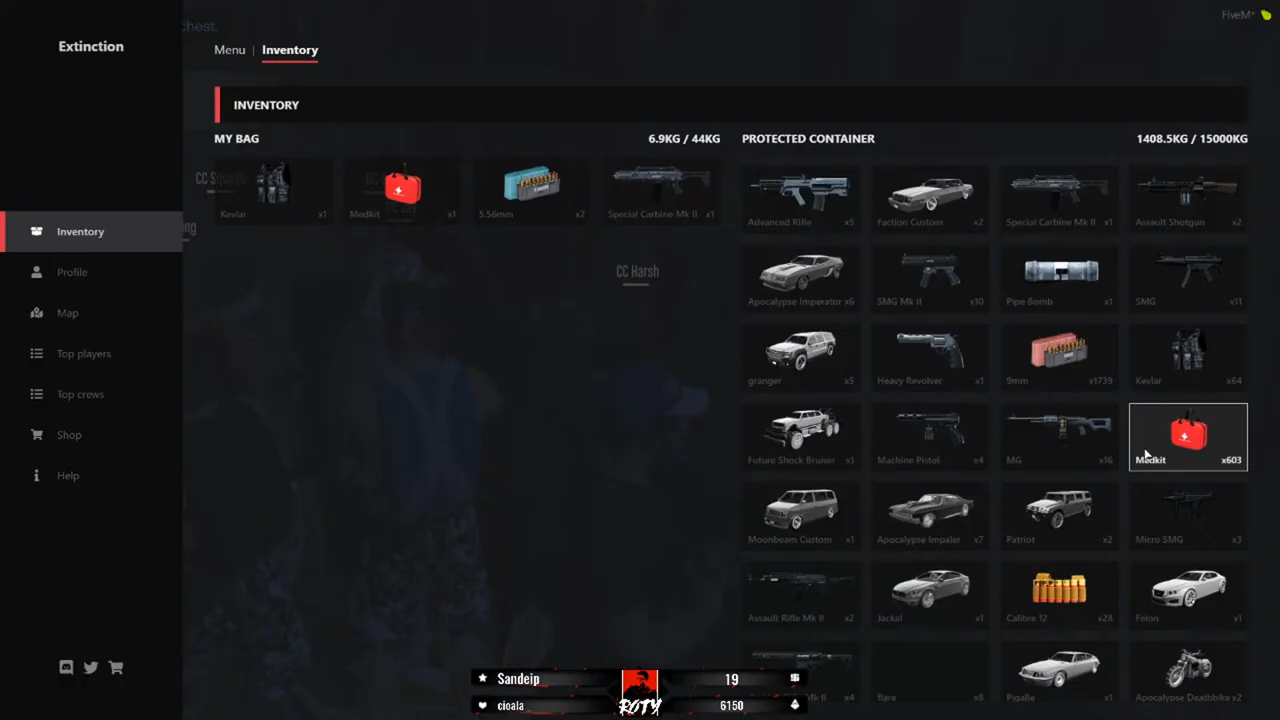 chest.
FiveM*
Extinction
Menu | Inventory
INVENTORY
MY BAG 6.9KG / 44KG
PROTECTED CONTAINER 1408.5KG / 15000KG
Kevlar x1
Medkit x1
5.56mm x2
Special Carbine Mk II x1
CC Harsh
Advanced Rifle x5
Faction Custom x2
Special Carbine Mk II x1
Assault Shotgun x2
Apocalypse Imperator x6
SMG Mk II x10
Pipe Bomb x1
SMG x11
granger x5
Heavy Revolver x1
9mm x1739
Kevlar x64
Future Shock Bruiser x1
Machine Pistol x4
MG x16
Medkit x603
Moonbeam Custom x1
Apocalypse Impaler x7
Patriot x2
Micro SMG x3
Assault Rifle Mk II x2
Jackal x1
Calibre 12 x28
Felon x1
Mk II x4
flare x8
Pigalle x1
Apocalypse Deathbike x2
Inventory
Profile
Map
Top players
Top crews
Shop
Help
Sandeip
19
cioala
ROTY
6150